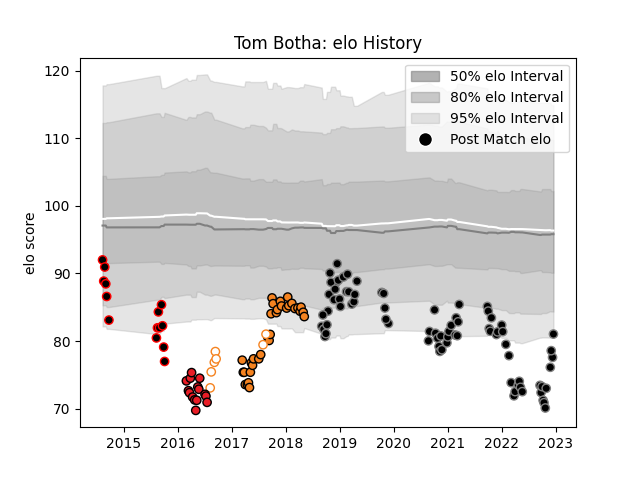 Tom Botha: elo History
120
110
100
90
80
70
elo score
50% elo Interval
80% elo Interval
95% elo Interval
Post Match elo
2015 2016 2017 2018 2019 2020 2021 2022 2023